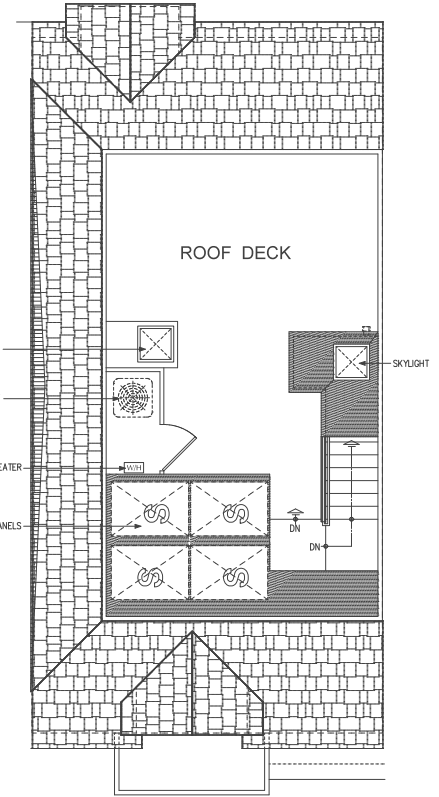 ROOF DECK
SKYLIGHT
EATER
W/H
ANELS
S
S
DN
DN
S
S